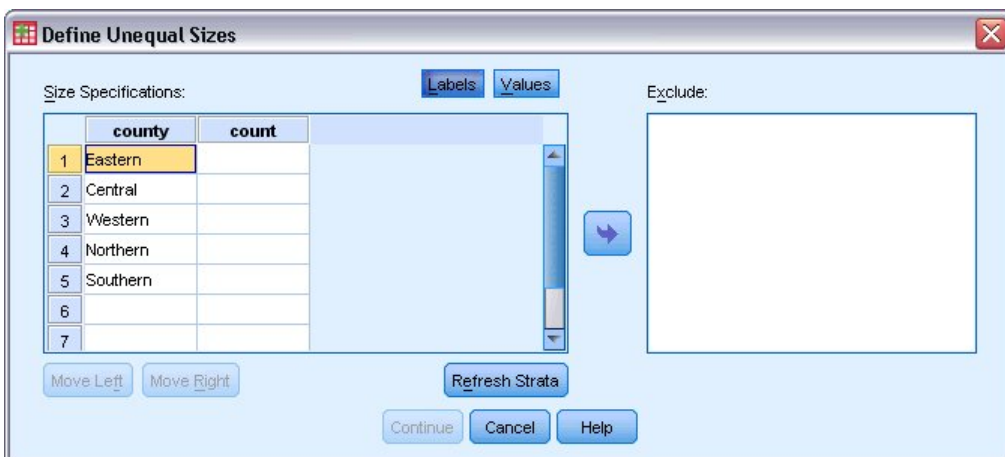 Define Unequal Sizes
Size Specifications:
Labels
Values
Exclude:
county count
1 Eastern
2 Central
3 Western
4 Northern
5 Southern
6
7
Move Left
Move Right
Refresh Strata
Continue
Cancel
Help